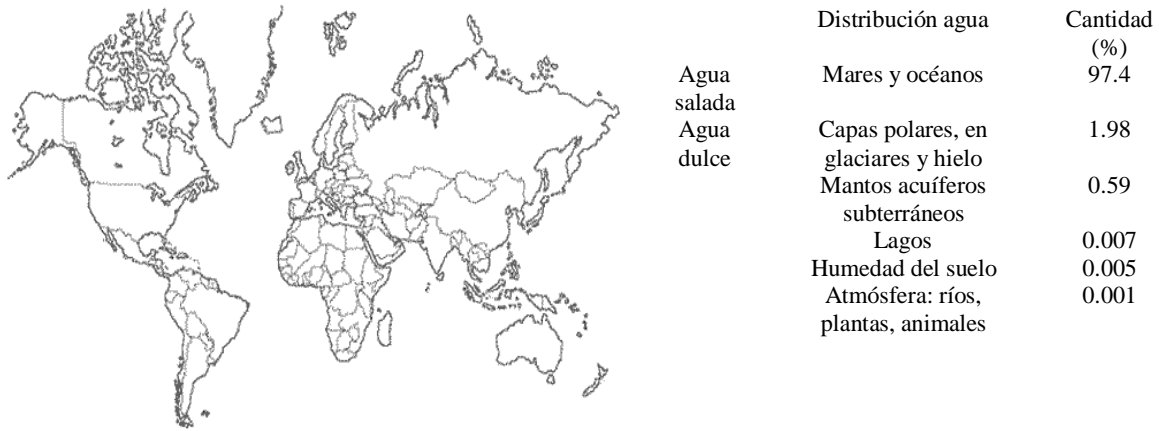 Distribución agua Cantidad
(%)
Agua Mares y océanos 97.4
salada
Agua Capas polares, en 1.98
dulce glaciares y hielo
Mantos acuíferos 0.59
subterráneos
Lagos 0.007
Humedad del suelo 0.005
Atmósfera: ríos, 0.001
plantas, animales